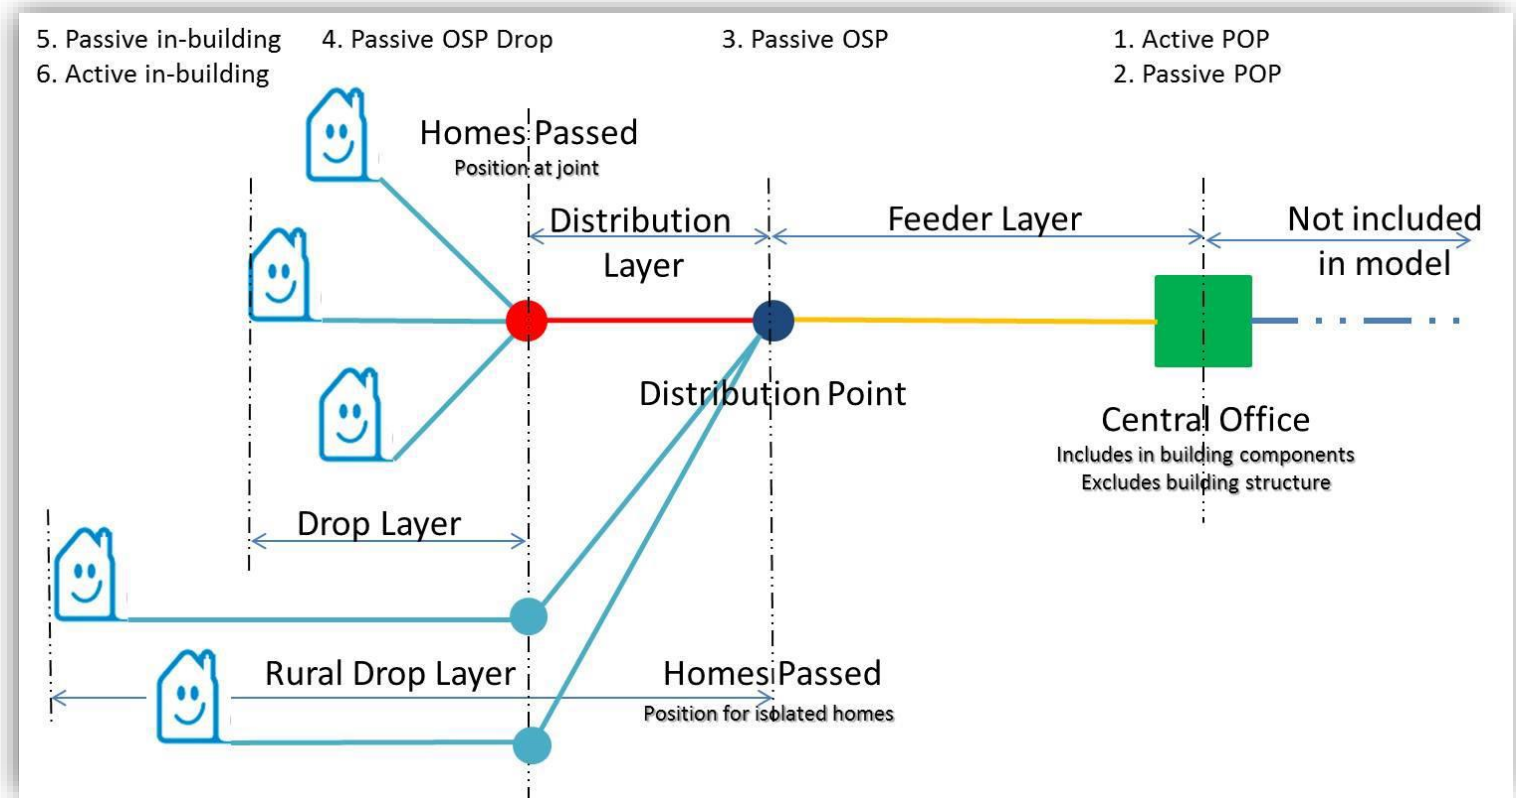 5. Passive in-building
6. Active in-building
4. Passive OSP Drop
3. Passive OSP
1. Active POP
2. Passive POP
Homes Passed
Position at joint
Distribution
Layer
Feeder Layer
Not included
in model
Distribution Point
Central Office
Includes in building components
Excludes building structure
Drop Layer
Rural Drop Layer
Homes Passed
Position for isolated homes